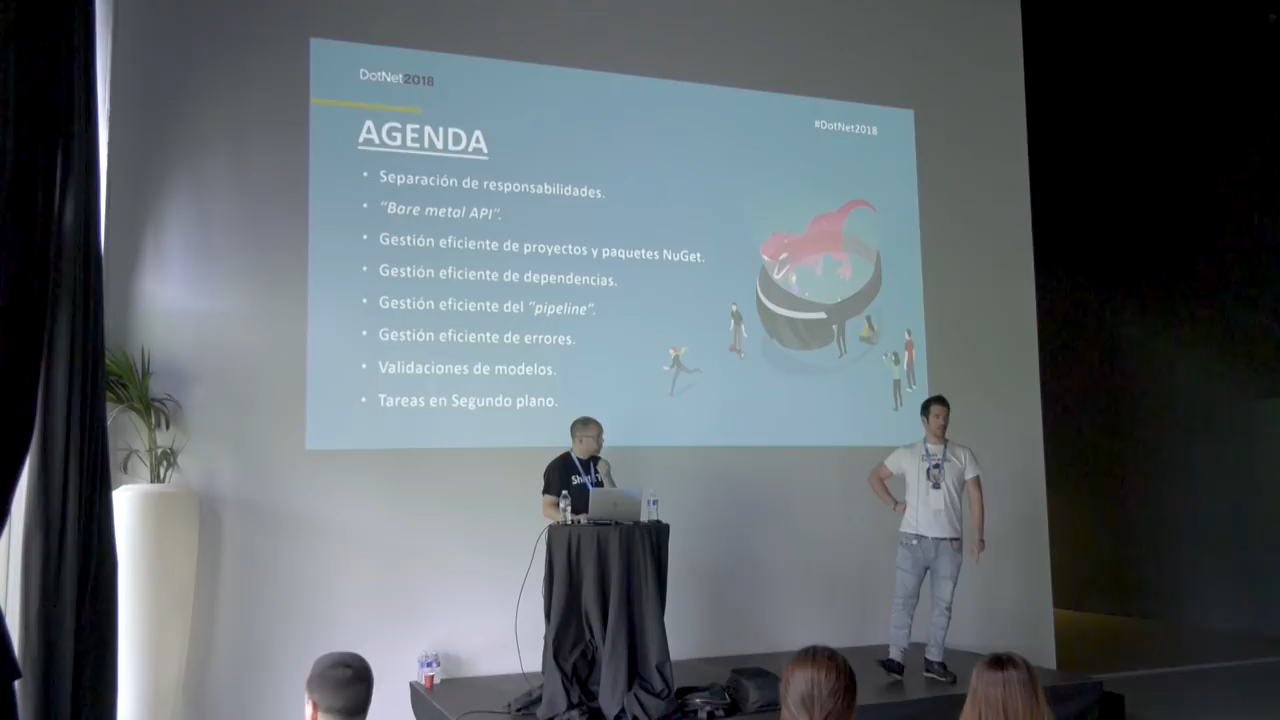 DotNet2018
#DotNet2018
AGENDA
• Separación de responsabilidades.
• “Bare metal API”.
• Gestión eficiente de proyectos y paquetes NuGet.
• Gestión eficiente de dependencias.
• Gestión eficiente del “pipeline”.
• Gestión eficiente de errores.
• Validaciones de modelos.
• Tareas en Segundo plano.